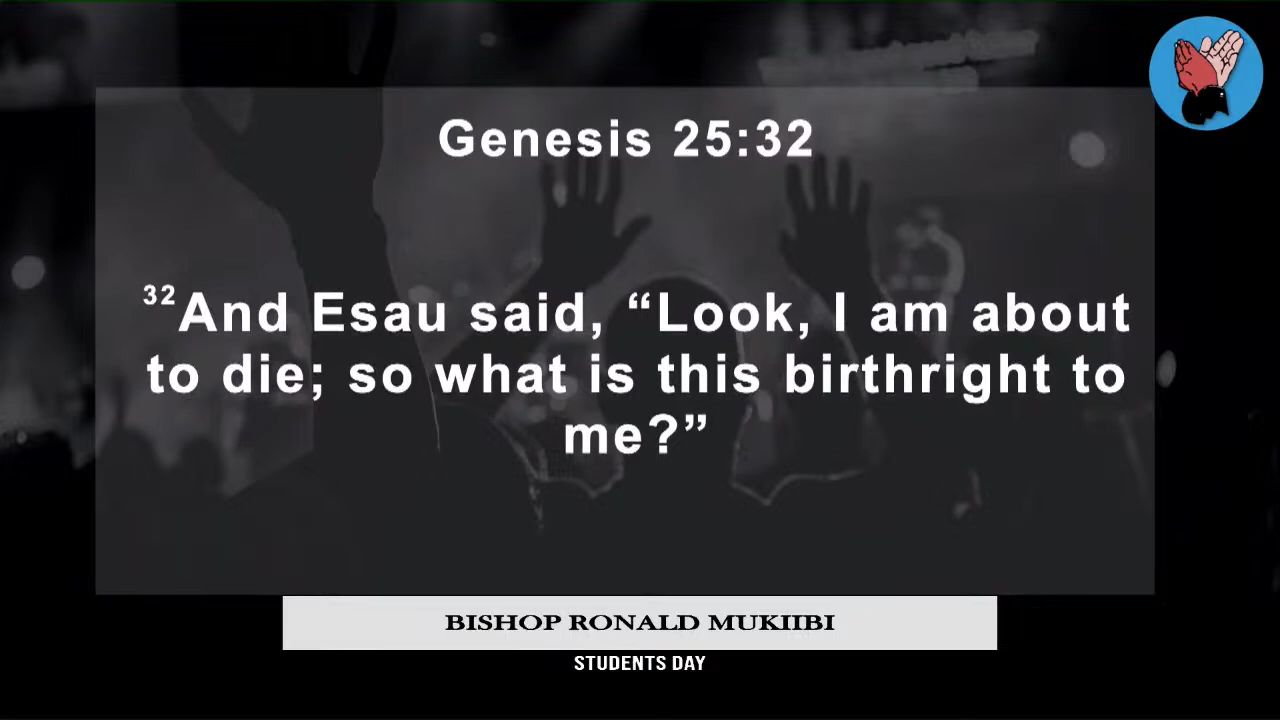 Genesis 25:32
32And Esau said, “Look, I am about
to die; so what is this birthright to
me?”
BISHOP RONALD MUKIIBI
STUDENTS DAY